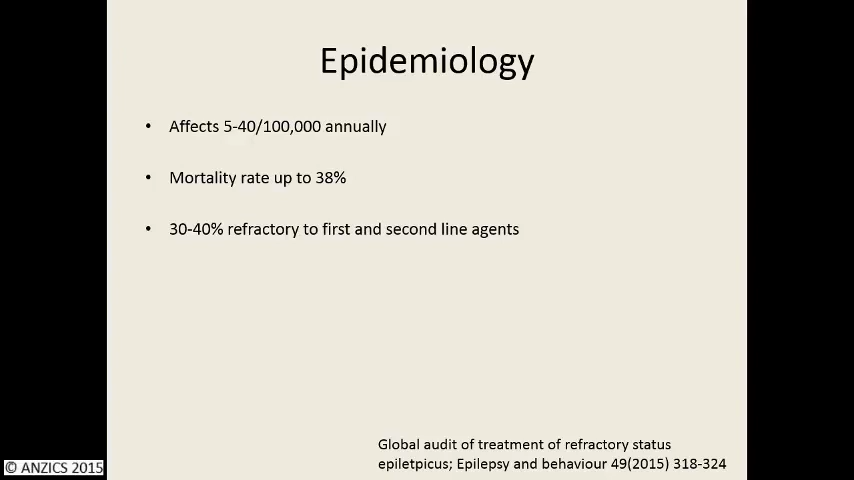 Epidemiology
• Affects 5-40/100,000 annually
• Mortality rate up to 38%
• 30-40% refractory to first and second line agents
Global audit of treatment of refractory status
epiletpicus; Epilepsy and behaviour 49(2015) 318-324
© ANZICS 2015